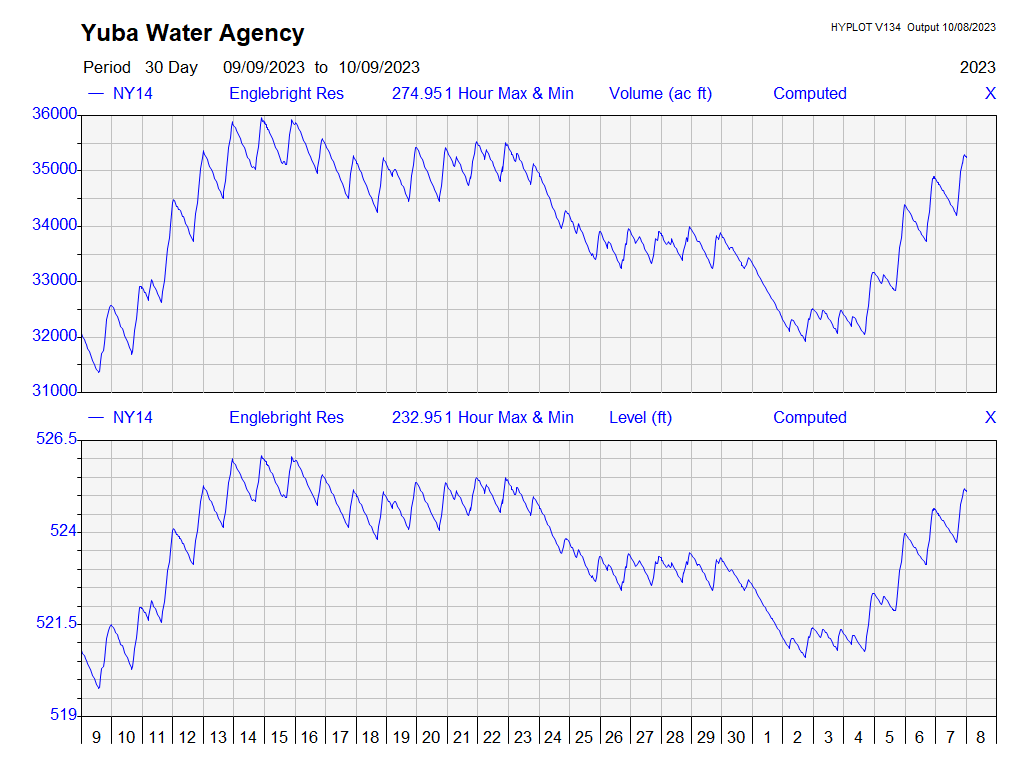 Yuba Water Agency
HYPLOT V134 Output 10/08/2023
Period 30 Day 09/09/2023 to 10/09/2023 2023
NY14 Englebright Res 274.951 Hour Max & Min Volume (ac ft) Computed X
36000
35000
34000
33000
32000
31000
NY14 Englebright Res 232.951 Hour Max & Min Level (ft) Computed X
526.5
524
521.5
519
9 10 11 12 13 14 15 16 17 18 19 20 21 22 23 24 25 26 27 28 29 30 1 2 3 4 5 6 7 8